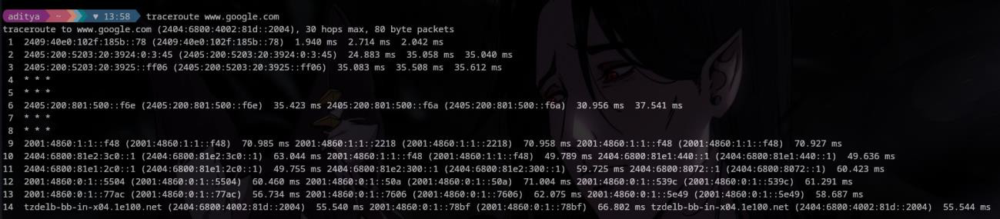 aditya ~ ♥ 13:58 traceroute www.google.com
traceroute to www.google.com (2404:6800:4002:81d::2004), 30 hops max, 80 byte packets
1 2409:40e0:102f:185b::78 (2409:40e0:102f:185b::78) 1.940 ms 2.714 ms 2.042 ms
2 2405:200:5203:20:3924:0:3:45 (2405:200:5203:20:3924:0:3:45) 24.883 ms 35.058 ms 35.040 ms
3 2405:200:5203:20:3925::ff06 (2405:200:5203:20:3925::ff06) 35.083 ms 35.508 ms 35.612 ms
4 * * *
5 * * *
6 2405:200:801:500::f6e (2405:200:801:500::f6e) 35.423 ms 2405:200:801:500::f6a (2405:200:801:500::f6a) 30.956 ms 37.541 ms
7 * * *
8 * * *
9 2001:4860:1:1::f48 (2001:4860:1:1::f48) 70.985 ms 2001:4860:1:1::2218 (2001:4860:1:1::2218) 70.958 ms 2001:4860:1:1::f48 (2001:4860:1:1::f48) 70.927 ms
10 2404:6800:81e2:3c0::1 (2404:6800:81e2:3c0::1) 63.044 ms 2001:4860:1:1::f48 (2001:4860:1:1::f48) 49.789 ms 2404:6800:81e1:440::1 (2404:6800:81e1:440::1) 49.636 ms
11 2404:6800:81e1:2c0::1 (2404:6800:81e1:2c0::1) 49.755 ms 2404:6800:81e2:300::1 (2404:6800:81e2:300::1) 59.725 ms 2404:6800:8072::1 (2404:6800:8072::1) 60.423 ms
12 2001:4860:0:1::5504 (2001:4860:0:1::5504) 60.460 ms 2001:4860:0:1::50a (2001:4860:0:1::50a) 71.004 ms 2001:4860:0:1::539c (2001:4860:0:1::539c) 61.291 ms
13 2001:4860:0:1::77ac (2001:4860:0:1::77ac) 56.734 ms 2001:4860:0:1::7606 (2001:4860:0:1::7606) 62.075 ms 2001:4860:0:1::5e49 (2001:4860:0:1::5e49) 58.687 ms
14 tzdelb-bb-in-x04.1e100.net (2404:6800:4002:81d::2004) 55.540 ms 2001:4860:0:1::78bf (2001:4860:0:1::78bf) 66.802 ms tzdelb-bb-in-x04.1e100.net (2404:6800:4002:81d::2004) 55.544 ms